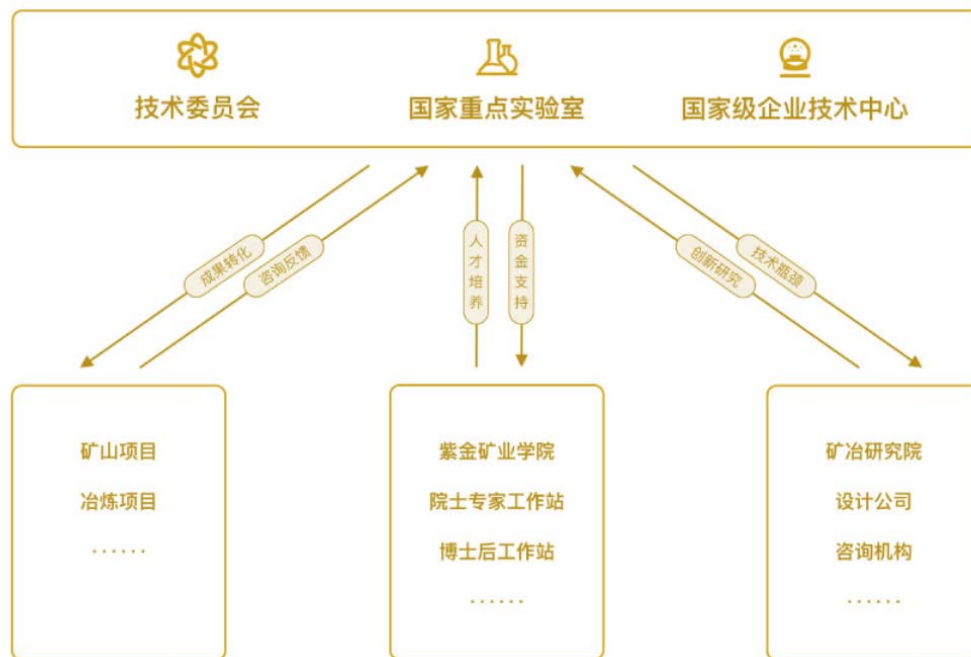 技术委员会
国家重点实验室
国家级企业技术中心
成果转化
咨询反馈
人才培养
资金支持
创新研究
技术瓶颈
矿山项目
冶炼项目
······
紫金矿业学院
院士专家工作站
博士后工作站
······
矿冶研究院
设计公司
咨询机构
······